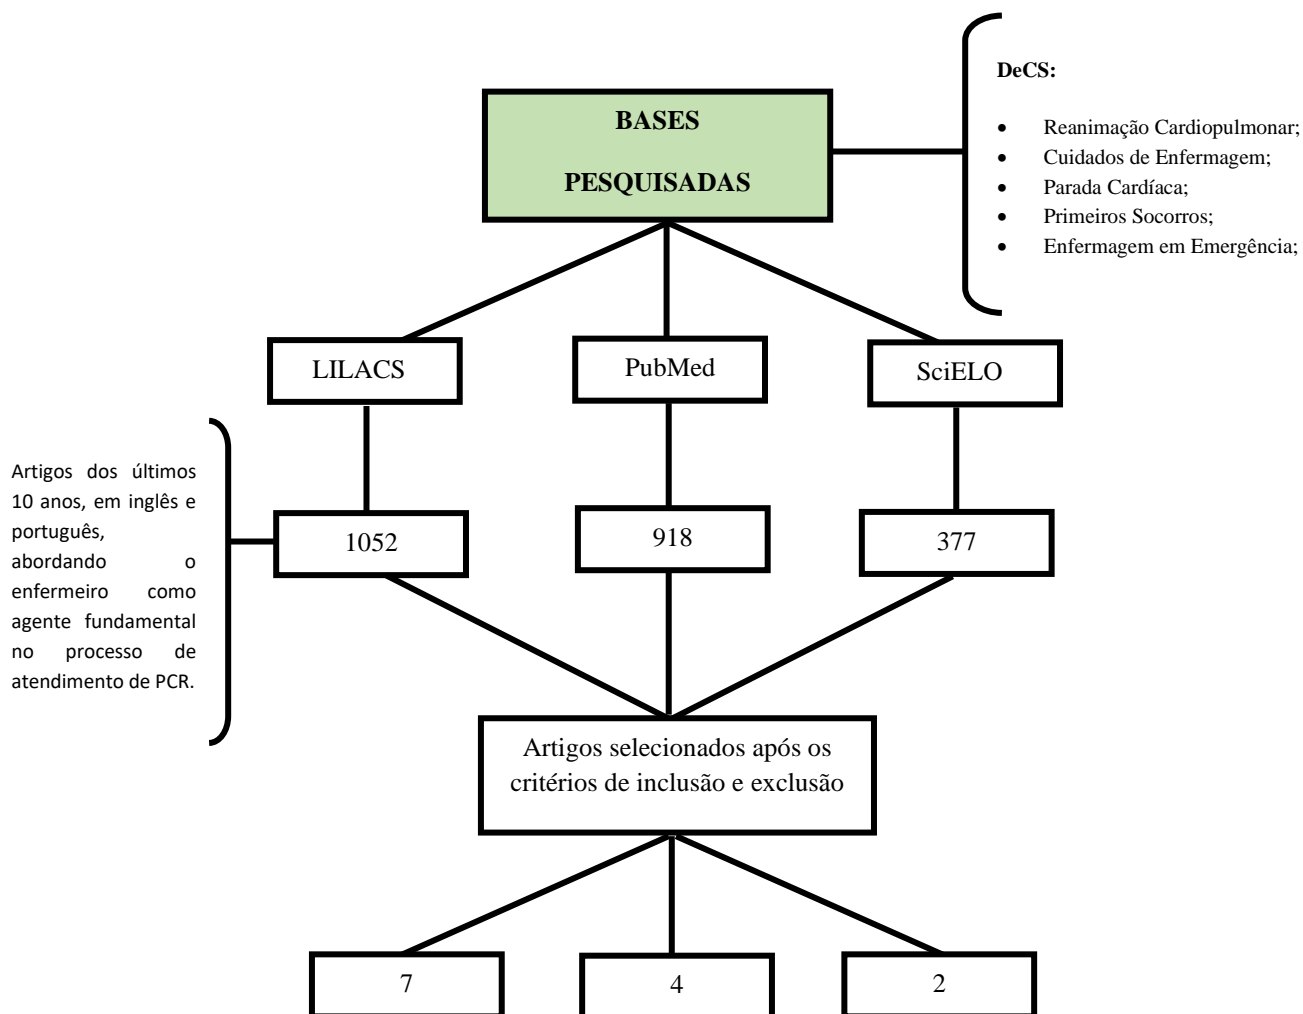 DeCS:
BASES
PESQUISADAS
• Reanimação Cardiopulmonar;
• Cuidados de Enfermagem;
• Parada Cardíaca;
• Primeiros Socorros;
• Enfermagem em Emergência;
LILACS
PubMed
SciELO
Artigos dos últimos
10 anos, em inglês e
português,
abordando o
enfermeiro como
agente fundamental
no processo de
atendimento de PCR.
1052
918
377
Artigos selecionados após os
critérios de inclusão e exclusão
7
4
2